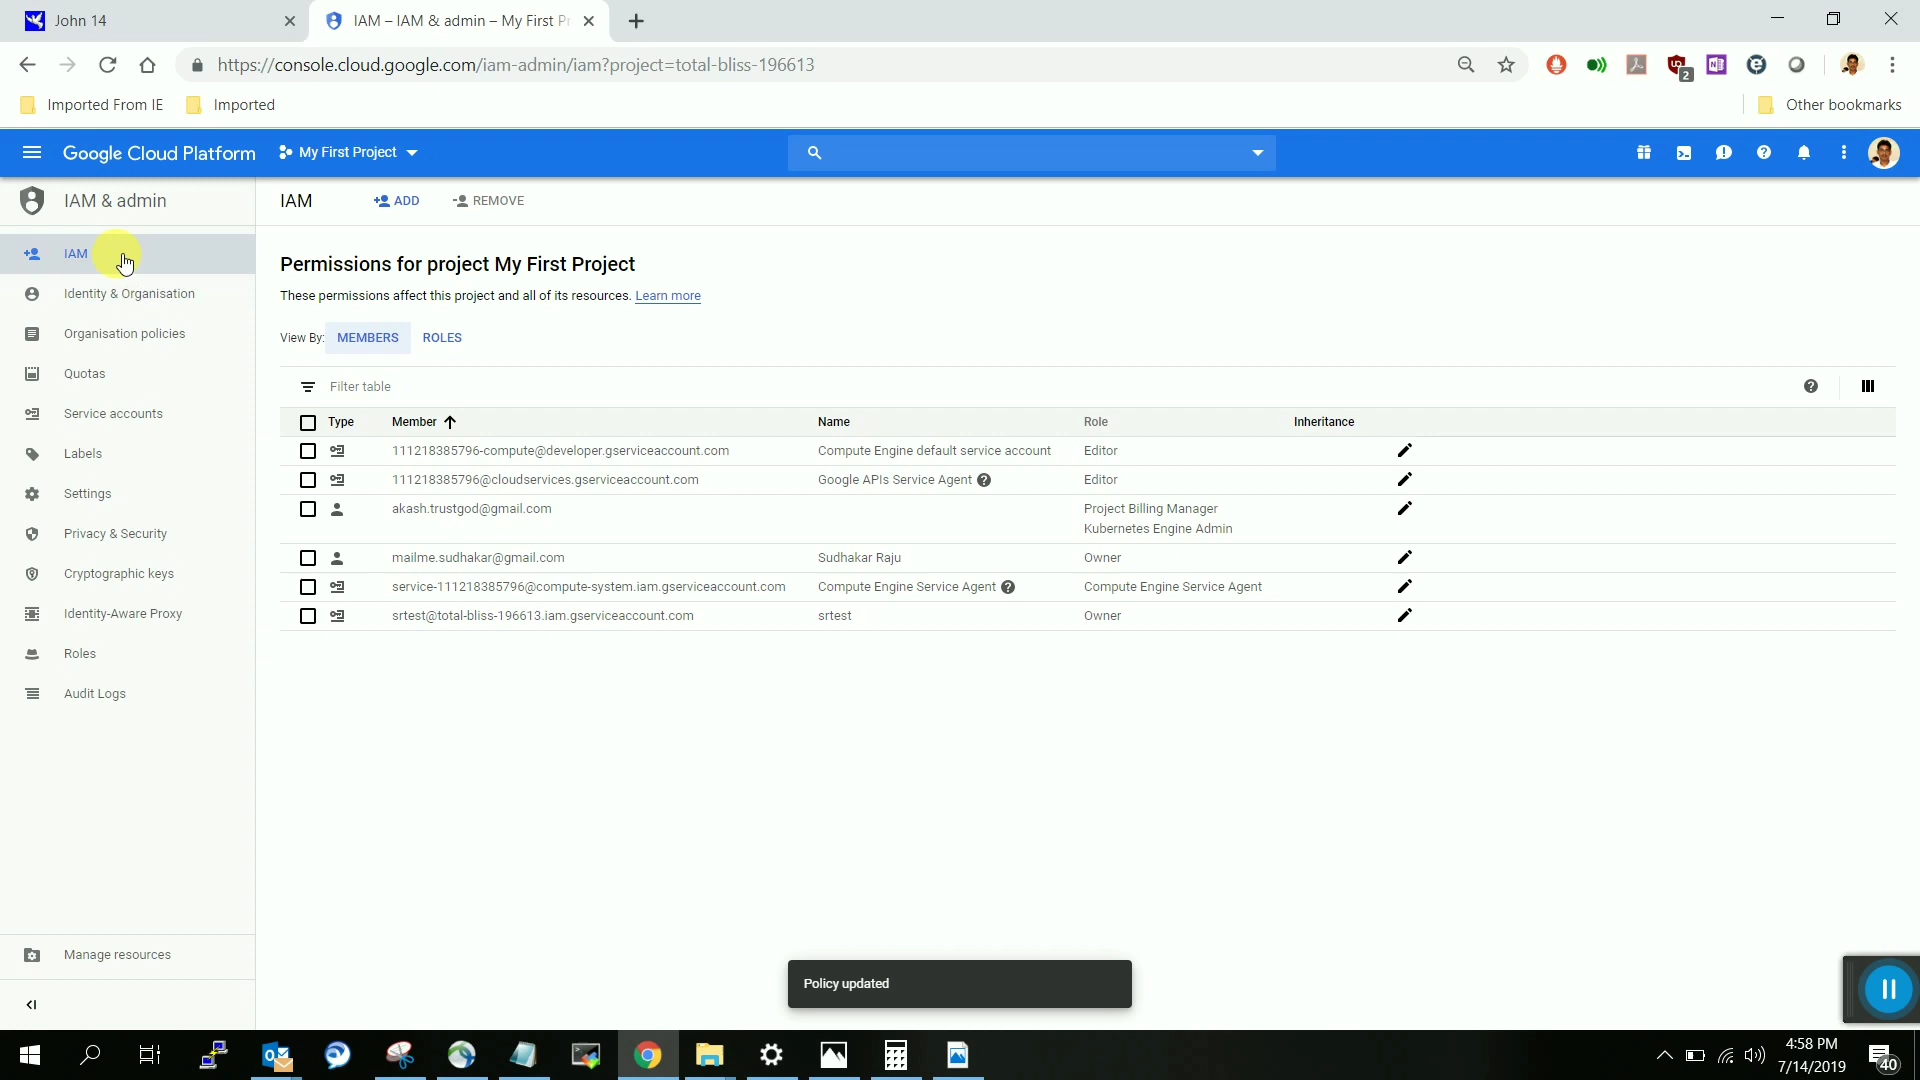 John 14
IAM – IAM & admin – My First Pr
https://console.cloud.google.com/iam-admin/iam?project=total-bliss-196613
2
Imported From IE
Imported
Other bookmarks
Google Cloud Platform
My First Project
IAM & admin
IAM
ADD
REMOVE
IAM
Identity & Organisation
Organisation policies
Quotas
Service accounts
Labels
Settings
Privacy & Security
Cryptographic keys
Identity-Aware Proxy
Roles
Audit Logs
Manage resources
Permissions for project My First Project
These permissions affect this project and all of its resources. Learn more
View By: MEMBERS ROLES
Filter table
Type Member Name Role Inheritance
111218385796-compute@developer.gserviceaccount.com Compute Engine default service account Editor
111218385796@cloudservices.gserviceaccount.com Google APIs Service Agent Editor
akash.trustgod@gmail.com Project Billing Manager
Kubernetes Engine Admin
mailme.sudhakar@gmail.com Sudhakar Raju Owner
service-111218385796@compute-system.iam.gserviceaccount.com Compute Engine Service Agent Compute Engine Service Agent
srtest@total-bliss-196613.iam.gserviceaccount.com srtest Owner
Policy updated
4:58 PM
7/14/2019
40